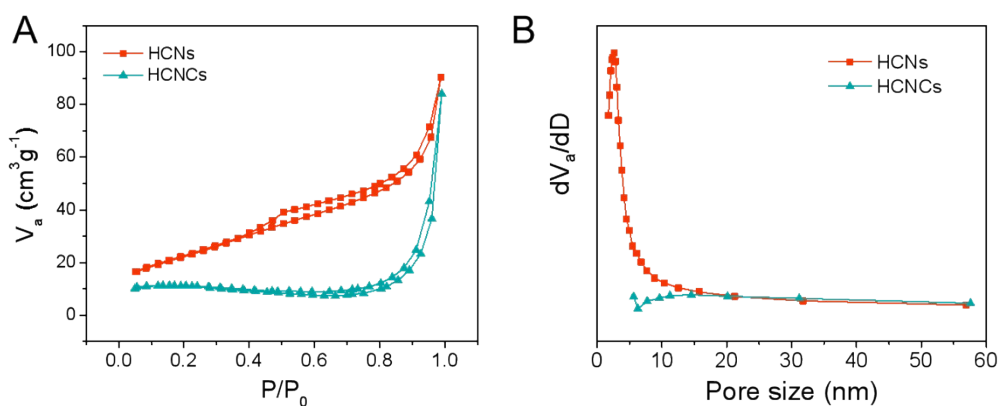 A
HCNs
HCNCs
Vₐ (cm³g⁻¹)
100
80
60
40
20
0
0.0 0.2 0.4 0.6 0.8 1.0
P/P₀
B
HCNs
HCNCs
dVₐ/dD
0 10 20 30 40 50 60
Pore size (nm)